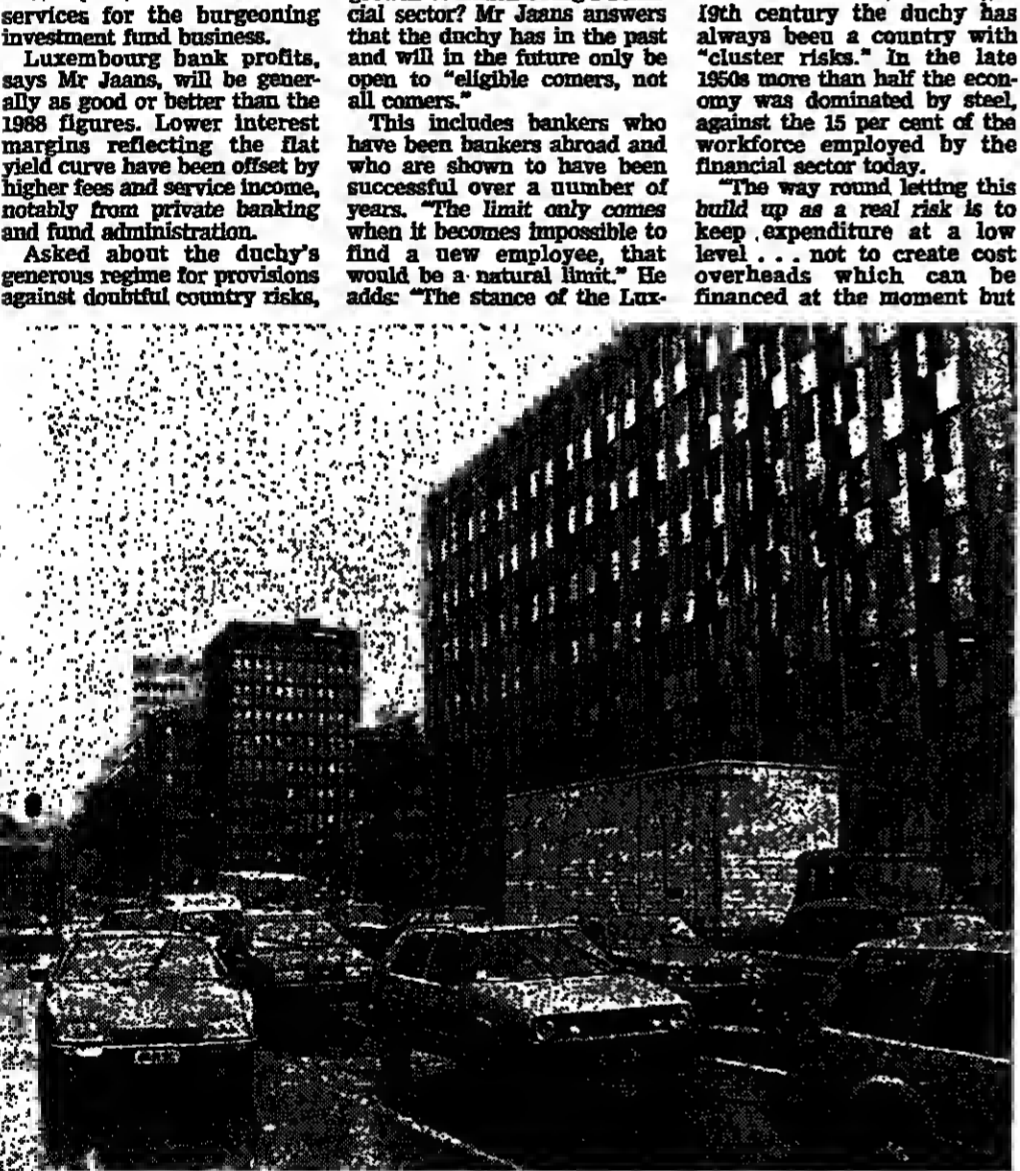 services for the burgeoning
investment fund business.
Luxembourg bank profits,
says Mr Jaans, will be gener-
ally as good or better than the
1988 figures. Lower interest
margins reflecting the flat
yield curve have been offset by
higher fees and service income,
notably from private banking
and fund administration.
Asked about the duchy's
generous regime for provisions
against doubtful country risks,
cial sector? Mr Jaans answers
that the duchy has in the past
and will in the future only be
open to "eligible comers, not
all comers."
This includes bankers who
have been bankers abroad and
who are shown to have been
successful over a number of
years. "The limit only comes
when it becomes impossible to
find a new employee, that
would be a natural limit." He
adds: "The stance of the Lux-
19th century the duchy has
always been a country with
"cluster risks." In the late
1950s more than half the econ-
omy was dominated by steel,
against the 15 per cent of the
workforce employed by the
financial sector today.
"The way round letting this
build up as a real risk is to
keep expenditure at a low
level . . . not to create cost
overheads which can be
financed at the moment but